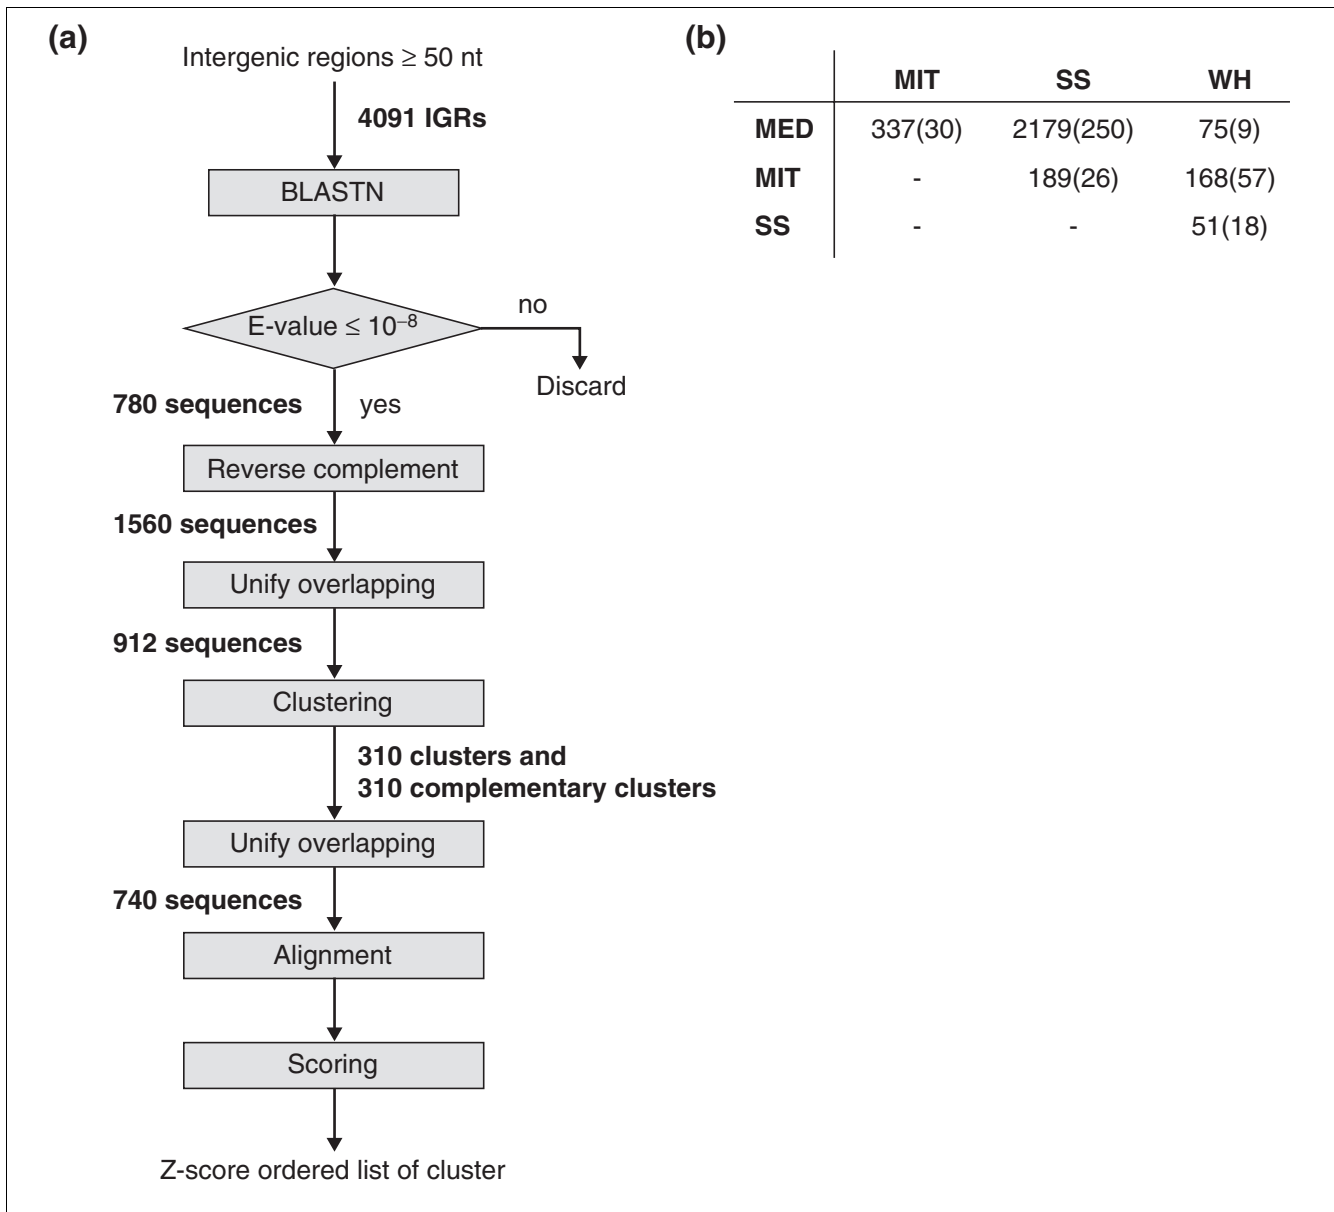 (a)
Intergenic regions ≥ 50 nt
4091 IGRs
BLASTN
E-value ≤ 10⁻⁸
no
Discard
780 sequences
yes
Reverse complement
1560 sequences
Unify overlapping
912 sequences
Clustering
310 clusters and
310 complementary clusters
Unify overlapping
740 sequences
Alignment
Scoring
Z-score ordered list of cluster
(b)
MIT SS WH
MED 337(30) 2179(250) 75(9)
MIT - 189(26) 168(57)
SS - - 51(18)